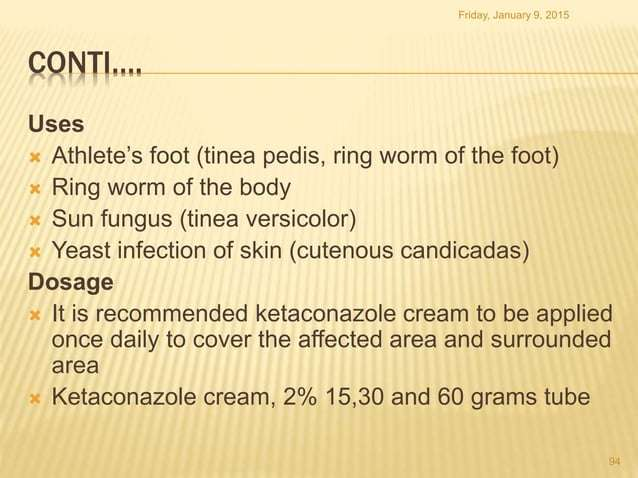 Friday, January 9, 2015
CONTI....
Uses
Athlete's foot (tinea pedis, ring worm of the foot)
Ring worm of the body
Sun fungus (tinea versicolor)
Yeast infection of skin (cutenous candicadas)
Dosage
It is recommended ketaconazole cream to be applied
once daily to cover the affected area and surrounded
area
Ketaconazole cream, 2% 15,30 and 60 grams tube
94